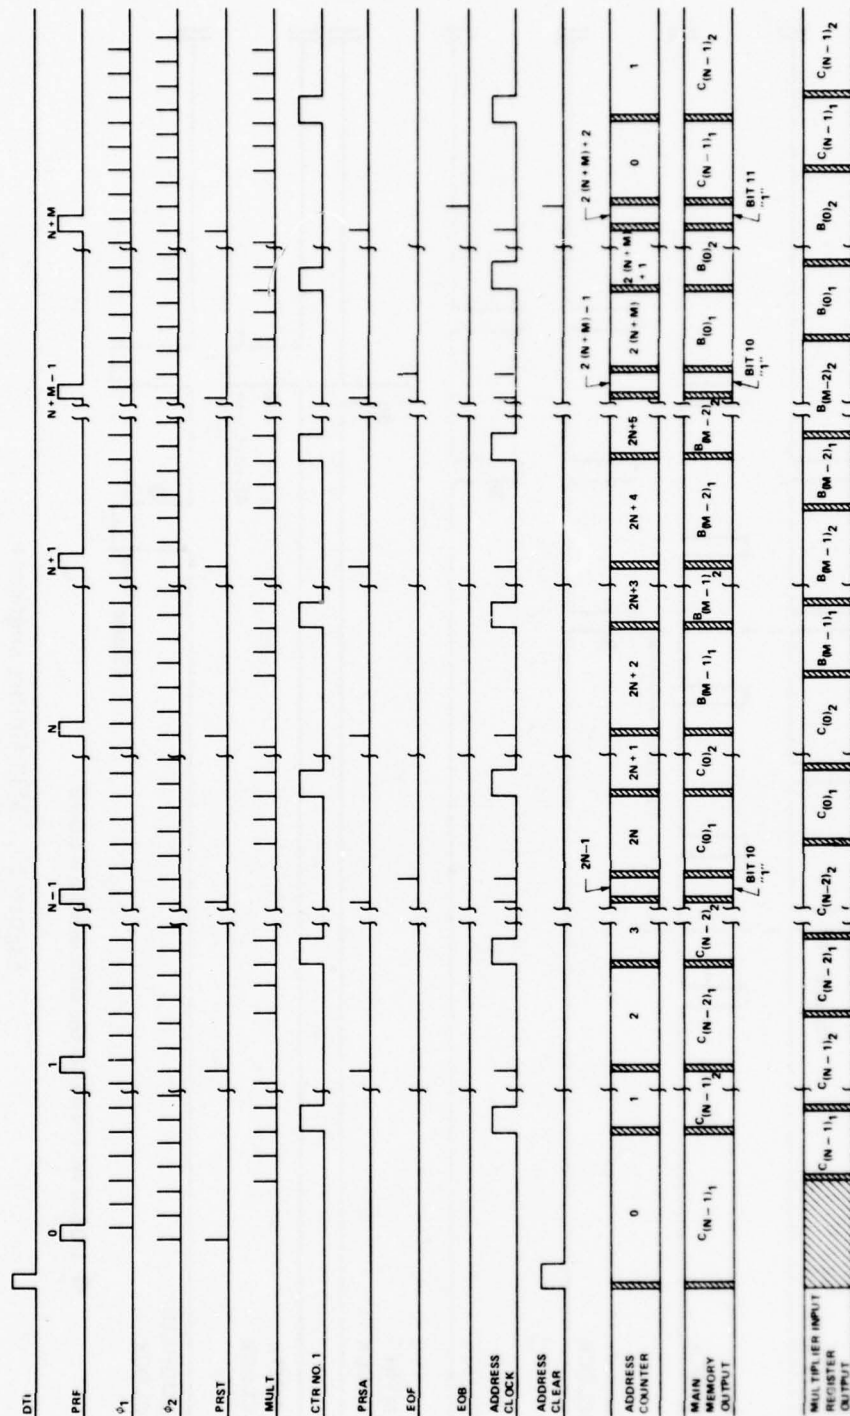 DTI
PRF
0
1
N – 1
N
N + 1
N + M – 1
N + M
φ1
φ2
PRST
MULT
CTR NO. 1
PRSA
EOF
EOB
ADDRESS
CLOCK
ADDRESS
CLEAR
2N–1
2 (N + M) – 1
2 (N + M) + 2
ADDRESS
COUNTER
0
1
2
3
2N
2N + 1
2N + 2
2N+3
2N + 4
2N+5
2 (N + M)
2 (N + M)
+ 1
0
1
MAIN
MEMORY
OUTPUT
C(N – 1)1
C(N – 1)2
C(N – 2)1
C(N – 2)2
C(0)1
C(0)2
B(M – 1)1
B(M – 1)2
B(M – 2)1
B(M – 2)2
B(0)1
B(0)2
C(N – 1)1
C(N – 1)2
BIT 10
"1"
BIT 10
"1"
BIT 11
"1"
MULTIPLIER INPUT
REGISTER
OUTPUT
C(N – 1)1
C(N – 1)2
C(N – 2)1
C(N–2)2
C(0)1
C(0)2
B(M – 1)1
B(M – 1)2
B(M – 2)1
B(M–2)2
B(0)1
B(0)2
C(N – 1)1
C(N – 1)2